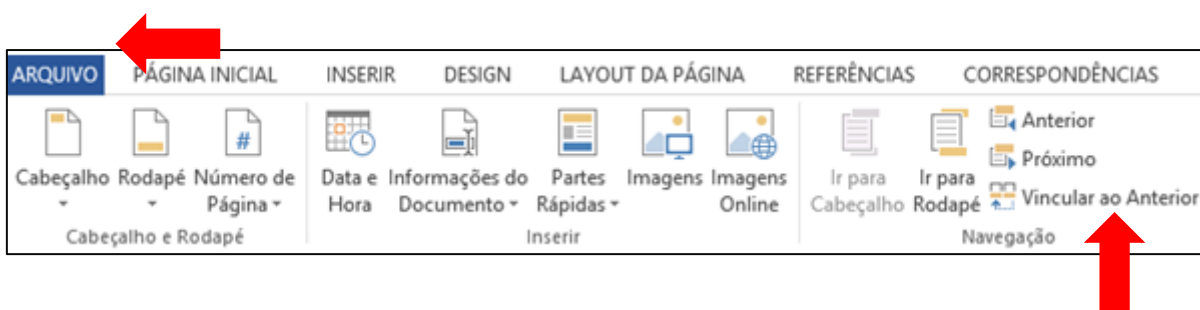 ARQUIVO PÁGINA INICIAL INSERIR DESIGN LAYOUT DA PÁGINA REFERÊNCIAS CORRESPONDÊNCIAS
#
Cabeçalho Rodapé Número de Página
Cabeçalho e Rodapé
Data e Hora
Informações do Documento
Partes Rápidas
Imagens
Imagens Online
Inserir
Ir para Cabeçalho
Ir para Rodapé
Anterior
Próximo
Vincular ao Anterior
Navegação